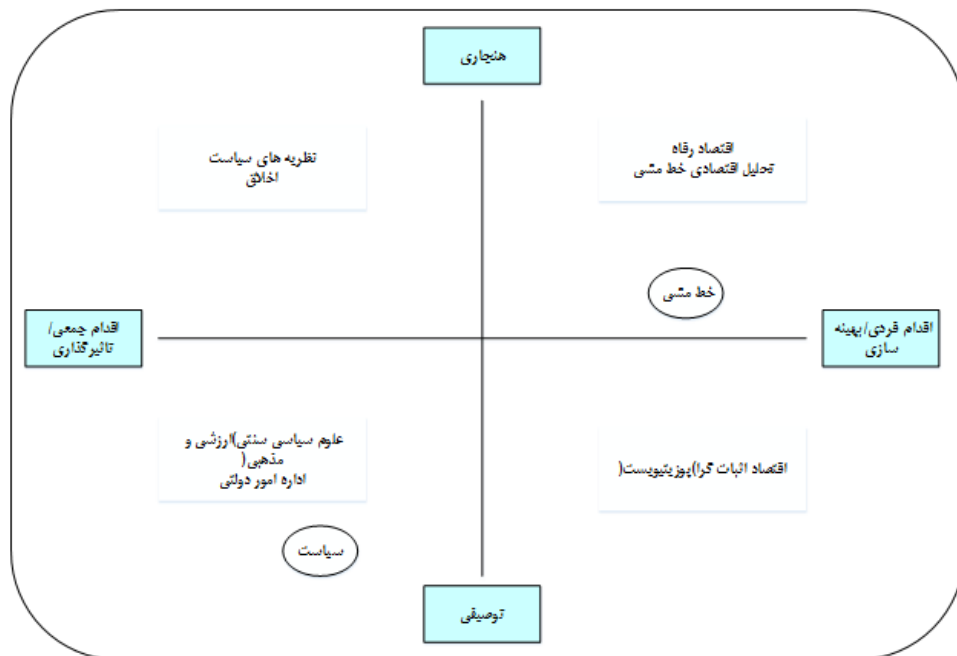 هنجاری
اقتصاد رفاه
تحلیل اقتصادی خط مشی
نظریه های سیاست
اخلاق
خط مشی
اقدام فردی/بهینه
سازی
اقدام جمعی/
تاثیرگذاری
علوم سیاسی سنتی)ارزشی و
مذهبی(
اداره امور دولتی
اقتصاد اثبات گرا)پوزیتیویست(
سیاست
توصیفی